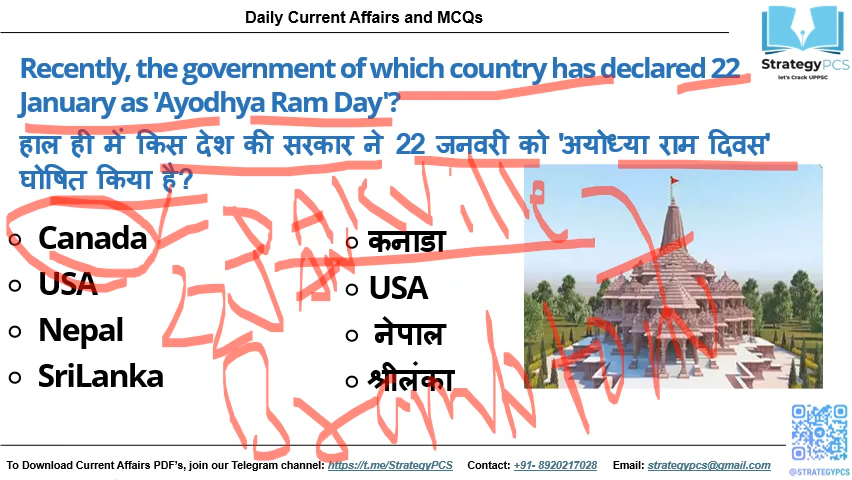 Daily Current Affairs and MCQs
StrategyPCS
let's Crack UPPSC
Recently, the government of which country has declared 22
January as 'Ayodhya Ram Day'?
हाल ही में किस देश की सरकार ने 22 जनवरी को 'अयोध्या राम दिवस'
घोषित किया है?
Canada
USA
Nepal
SriLanka
कनाडा
USA
नेपाल
श्रीलंका
22 Jan
To Download Current Affairs PDF's, join our Telegram channel: https://t.me/StrategyPCS Contact: +91- 8920217028 Email: strategypcs@gmail.com
@STRATEGYPCS